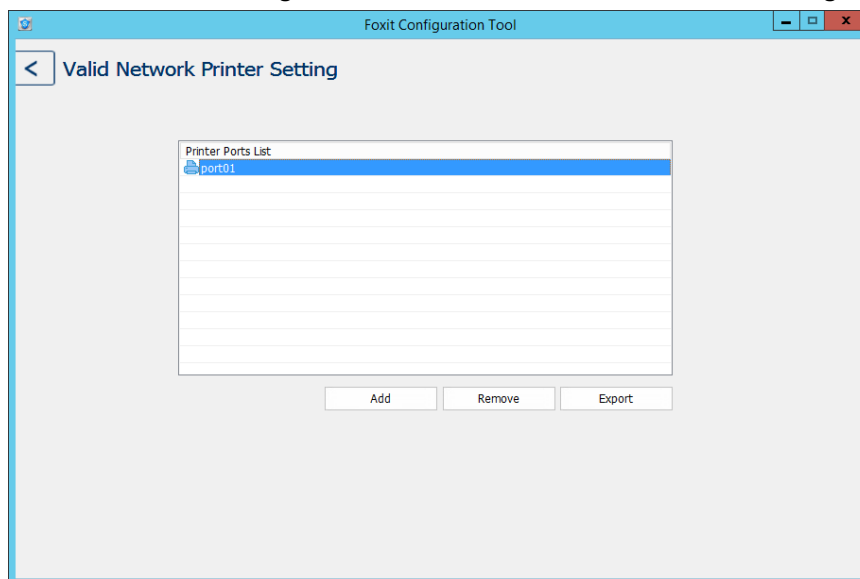 Foxit Configuration Tool
< Valid Network Printer Setting
Printer Ports List
port01
Add Remove Export